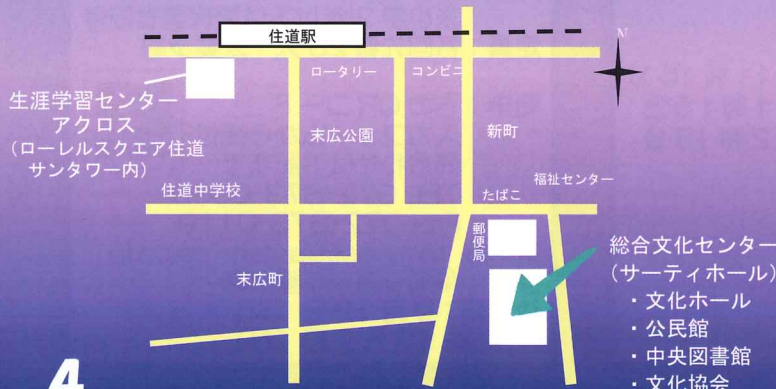 住道駅
N
ロータリー
コンビニ
生涯学習センター
アクロス
(ローレルスクエア住道
サンタワー内)
末広公園
新町
住道中学校
福祉センター
たばこ
郵便局
末広町
総合文化センター
(サーティホール)
・文化ホール
・公民館
・中央図書館
・文化協会
4